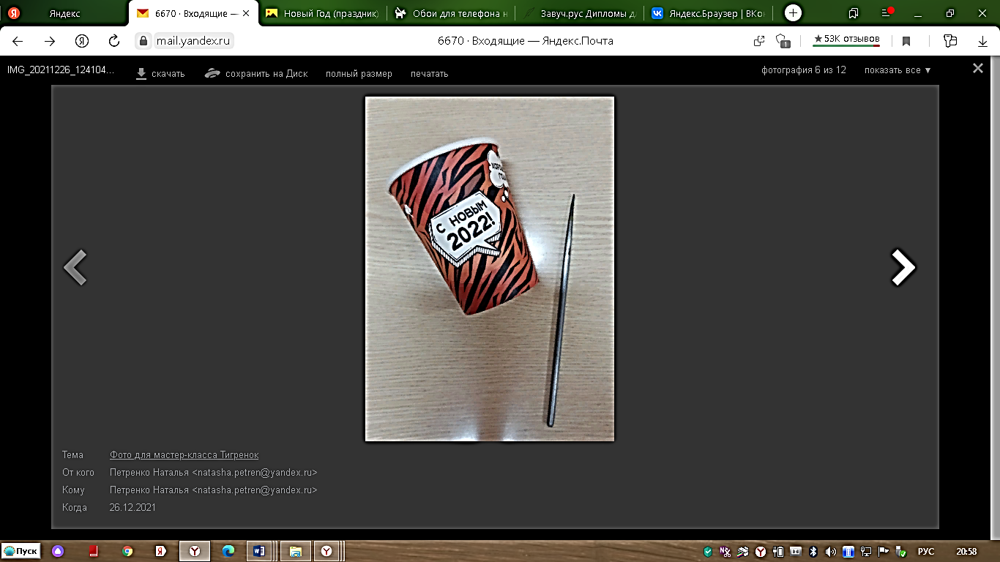 Яндекс
6670 · Входящие —
Новый Год (праздник)
Обои для телефона н
Завуч.рус Дипломы д
Яндекс.Браузер | ВКон
mail.yandex.ru
6670 · Входящие — Яндекс.Почта
★ 53K отзывов
1
IMG_20211226_124104...
скачать
сохранить на Диск
полный размер
печатать
фотография 6 из 12
показать все ▼
С НОВЫМ
2022!
Тема Фото для мастер-класса Тигренок
От кого Петренко Наталья <natasha.petren@yandex.ru>
Кому Петренко Наталья <natasha.petren@yandex.ru>
Когда 26.12.2021
Пуск
РУС
20:58